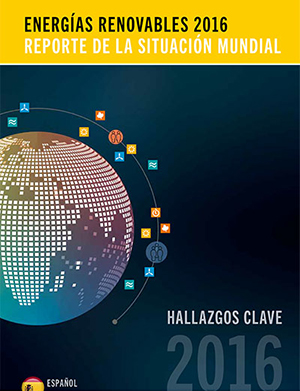 ENERGÍAS RENOVABLES 2016
REPORTE DE LA SITUACIÓN MUNDIAL
HALLAZGOS CLAVE
2016
ESPAÑOL